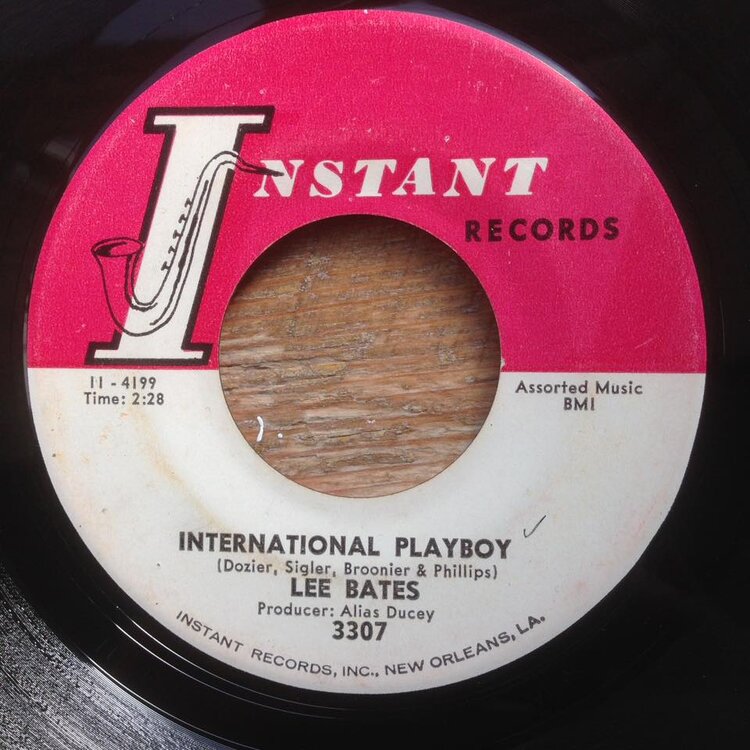 INSTANT
RECORDS
11 - 4199
Time: 2:28
Assorted Music
BMI
INTERNATIONAL PLAYBOY
(Dozier, Sigler, Broonier & Phillips)
LEE BATES
Producer: Alias Ducey
3307
INSTANT RECORDS, INC., NEW ORLEANS, LA.